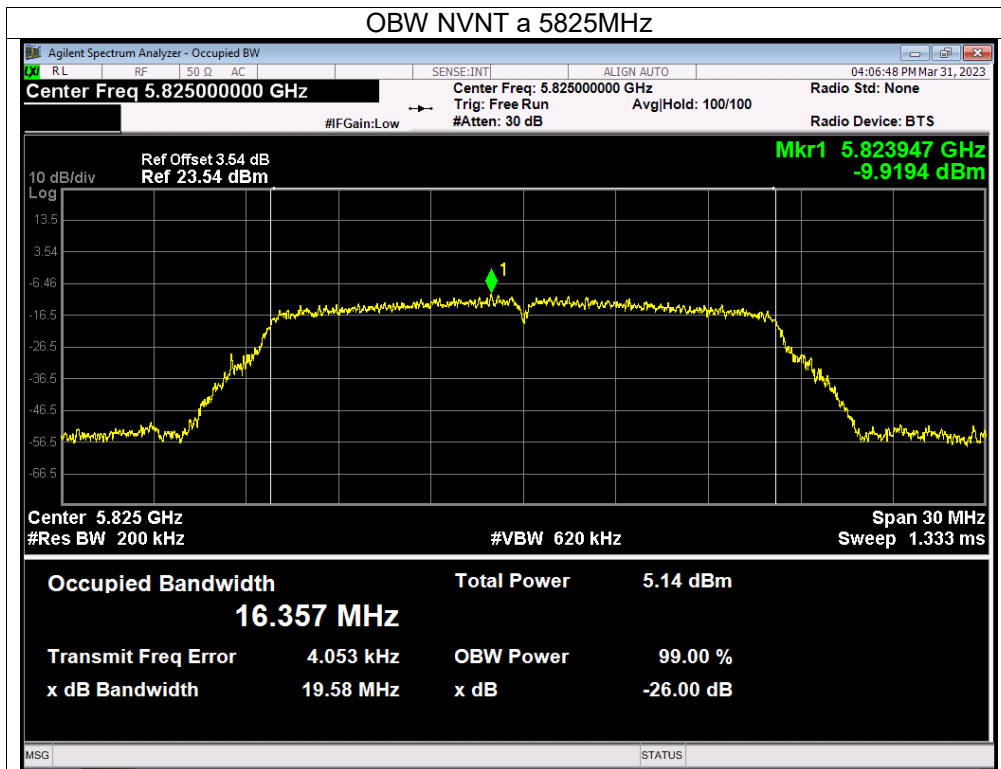 OBW NVNT a 5825MHz
Agilent Spectrum Analyzer - Occupied BW
LXI RL RF 50 Ω AC SENSE:INT ALIGN AUTO 04:06:48 PM Mar 31, 2023
Center Freq 5.825000000 GHz Center Freq: 5.825000000 GHz Radio Std: None
Trig: Free Run Avg|Hold: 100/100
#IFGain:Low #Atten: 30 dB Radio Device: BTS
Mkr1 5.823947 GHz
-9.9194 dBm
Ref Offset 3.54 dB
10 dB/div Ref 23.54 dBm
Log
13.5
3.54
1
-6.46
-16.5
-26.5
-36.5
-46.5
-56.5
-66.5
Center 5.825 GHz Span 30 MHz
#Res BW 200 kHz #VBW 620 kHz Sweep 1.333 ms
Occupied Bandwidth Total Power 5.14 dBm
16.357 MHz
Transmit Freq Error 4.053 kHz OBW Power 99.00 %
x dB Bandwidth 19.58 MHz x dB -26.00 dB
MSG STATUS